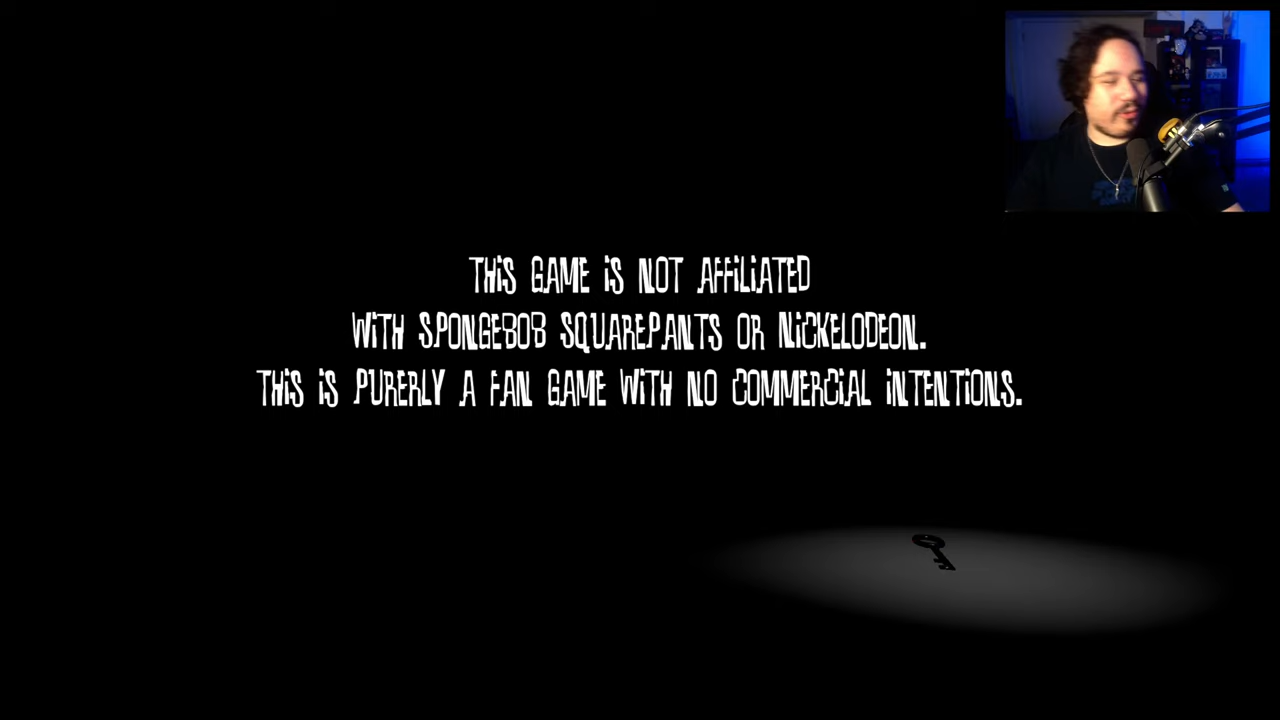 THIS GAME IS NOT AFFILIATED
WITH SPONGEBOB SQUAREPANTS OR NICKELODEON.
THIS IS PURERLY A FAN GAME WITH NO COMMERCIAL INTENTIONS.